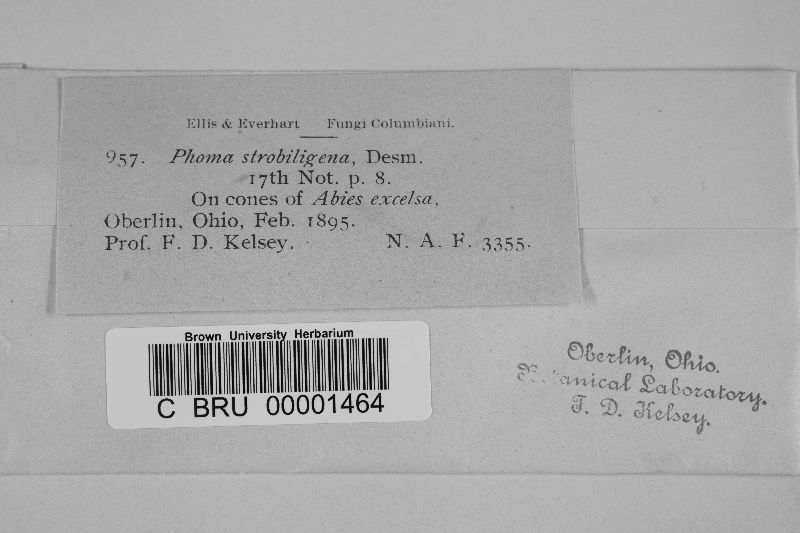 Ellis & Everhart Fungi Columbiani.
957. Phoma strobiligena, Desm.
17th Not. p. 8.
On cones of Abies excelsa,
Oberlin, Ohio, Feb. 1895.
Prof. F. D. Kelsey. N. A. F. 3355.
Brown University Herbarium
C BRU 00001464
Oberlin, Ohio.
Botanical Laboratory.
F. D. Kelsey.